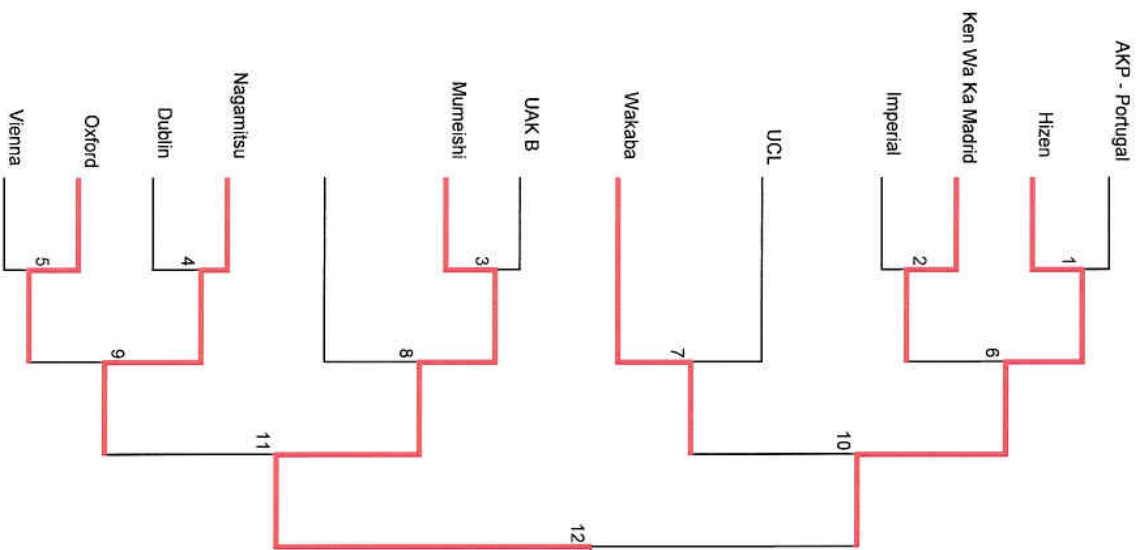 AKP - Portugal
Hizen
Ken Wa Ka Madrid
Imperial
UCL
Wakaba
UAK B
Mumeishi
Nagamitsu
Dublin
Oxford
Vienna
1
2
3
4
5
6
7
8
9
10
11
12